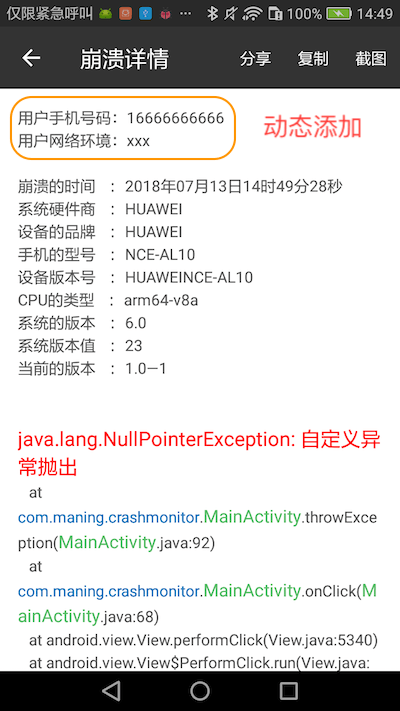 仅限紧急呼叫 ··· 100% 14:49
崩溃详情 分享 复制 截图
用户手机号码：16666666666
用户网络环境：xxx
动态添加
崩溃的时间 ：2018年07月13日14时49分28秒
系统硬件商 ：HUAWEI
设备的品牌 ：HUAWEI
手机的型号 ：NCE-AL10
设备版本号 ：HUAWEINCE-AL10
CPU的类型 ：arm64-v8a
系统的版本 ：6.0
系统版本值 ：23
当前的版本 ：1.0—1
java.lang.NullPointerException: 自定义异
常抛出
at
com.maning.crashmonitor.MainActivity.throwExce
ption(MainActivity.java:92)
at
com.maning.crashmonitor.MainActivity.onClick(M
ainActivity.java:68)
at android.view.View.performClick(View.java:5340)
at android.view.View$PerformClick.run(View.java: